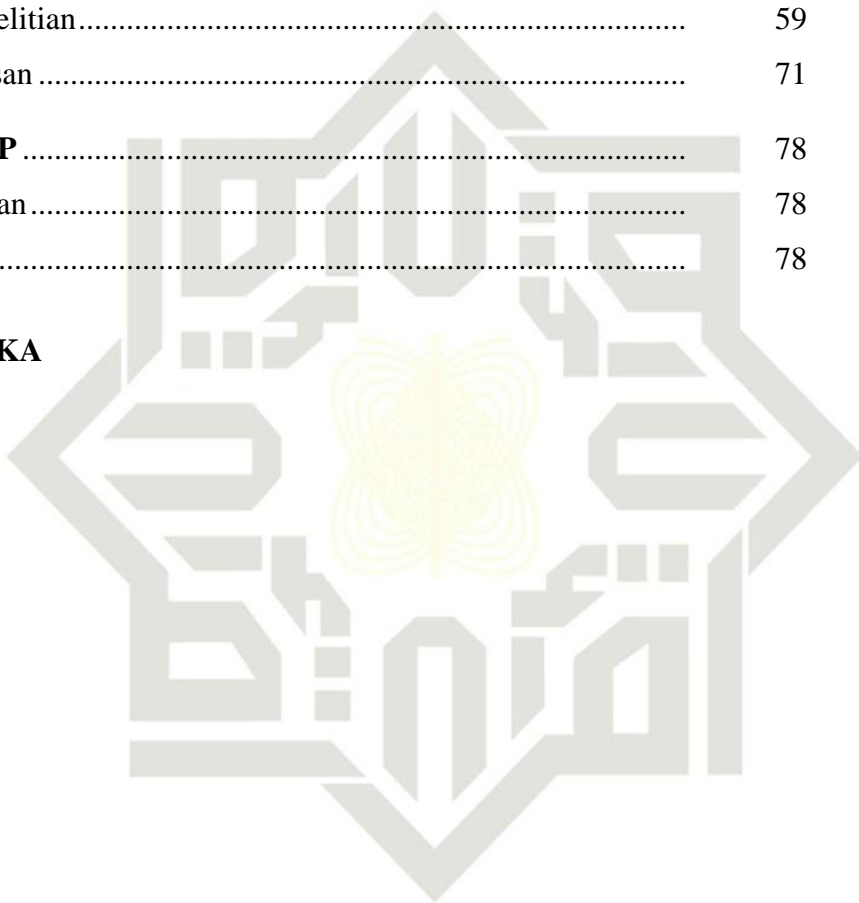 elitian........................................................................... 59
san ................................................................................ 71
P ................................................................................... 78
an.................................................................................. 78
...................................................................................... 78
KA